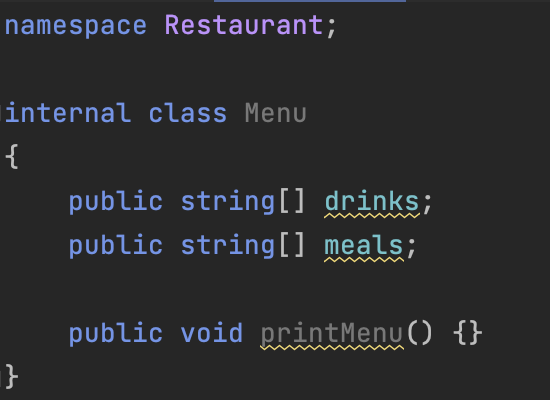 namespace Restaurant;
internal class Menu
{
public string[] drinks;
public string[] meals;
public void printMenu() {}
}